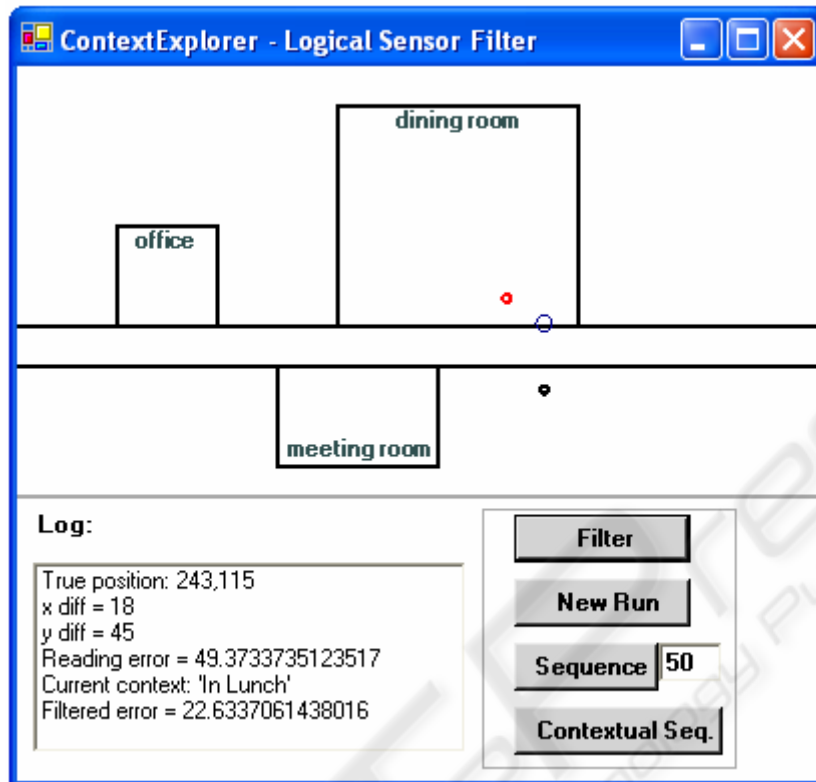 ContextExplorer - Logical Sensor Filter
dining room
office
meeting room
Log:
True position: 243,115
x diff = 18
y diff = 45
Reading error = 49.3733735123517
Current context: 'In Lunch'
Filtered error = 22.6337061438016
Filter
New Run
Sequence 50
Contextual Seq.